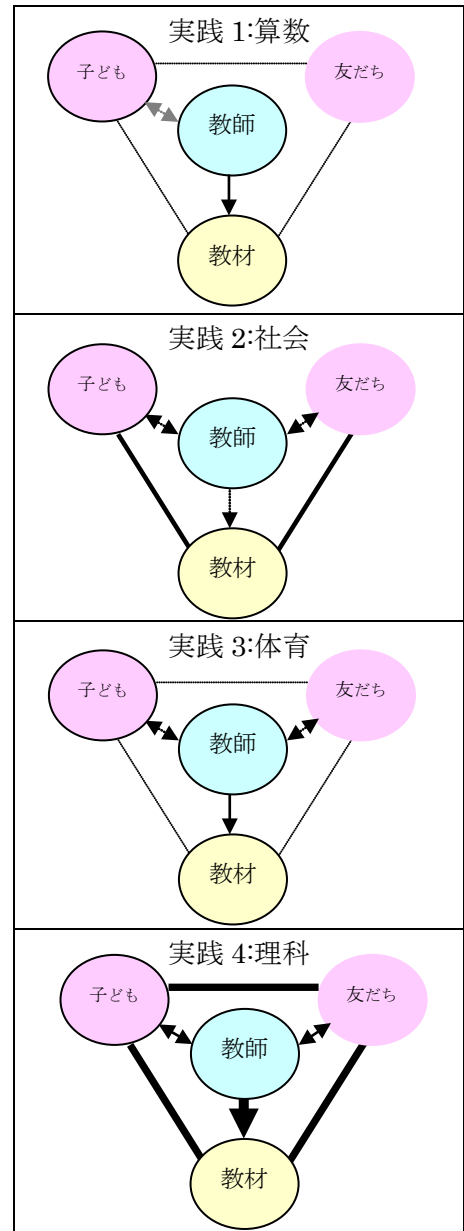 実践 1:算数
子ども
友だち
教師
教材
実践 2:社会
子ども
友だち
教師
教材
実践 3:体育
子ども
友だち
教師
教材
実践 4:理科
子ども
友だち
教師
教材